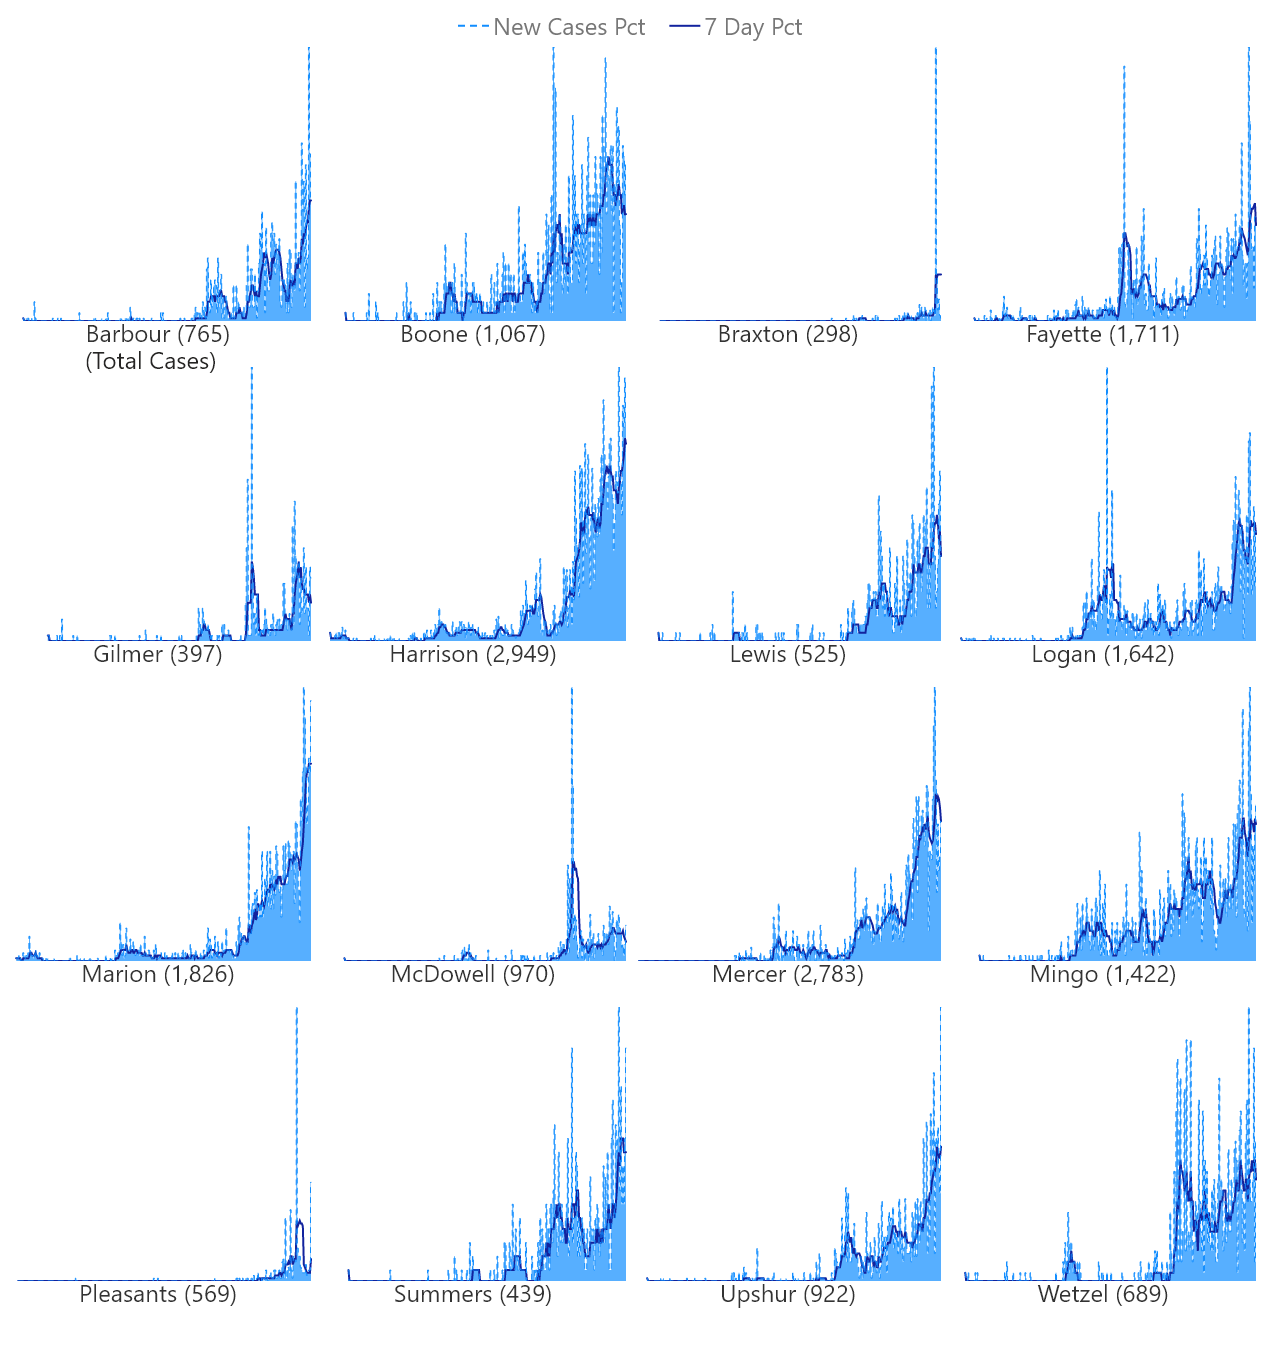 New Cases Pct 7 Day Pct
Barbour (765) Boone (1,067) Braxton (298) Fayette (1,711)
(Total Cases)
Gilmer (397) Harrison (2,949) Lewis (525) Logan (1,642)
Marion (1,826) McDowell (970) Mercer (2,783) Mingo (1,422)
Pleasants (569) Summers (439) Upshur (922) Wetzel (689)